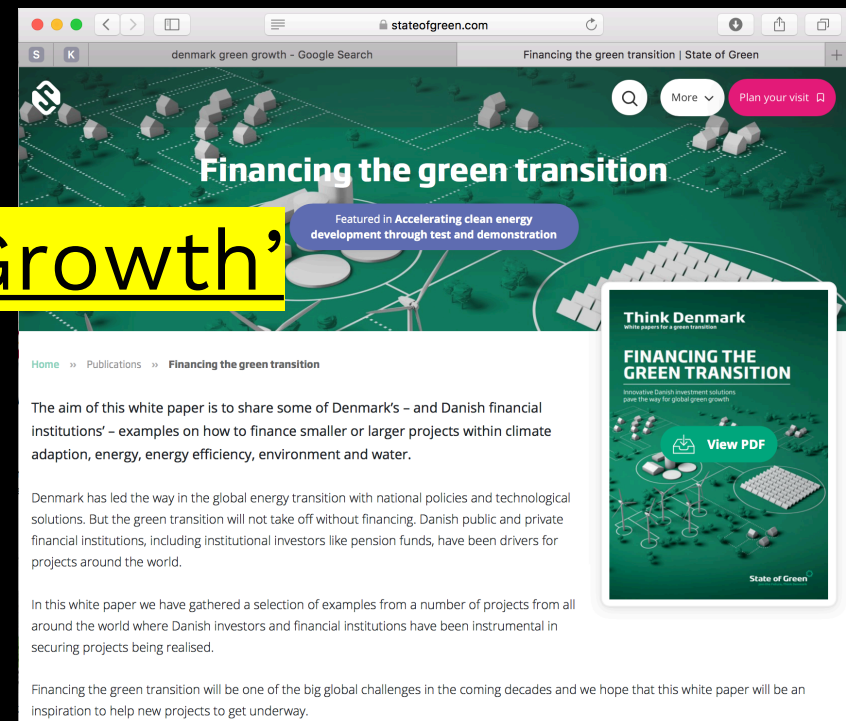 stateofgreen.com
S
K
denmark green growth - Google Search
Financing the green transition | State of Green
More
Plan your visit
Financing the green transition
Featured in Accelerating clean energy
development through test and demonstration
Growth’
Home » Publications » Financing the green transition
The aim of this white paper is to share some of Denmark's – and Danish financial
institutions' – examples on how to finance smaller or larger projects within climate
adaption, energy, energy efficiency, environment and water.
Denmark has led the way in the global energy transition with national policies and technological
solutions. But the green transition will not take off without financing. Danish public and private
financial institutions, including institutional investors like pension funds, have been drivers for
projects around the world.
In this white paper we have gathered a selection of examples from a number of projects from all
around the world where Danish investors and financial institutions have been instrumental in
securing projects being realised.
Financing the green transition will be one of the big global challenges in the coming decades and we hope that this white paper will be an
inspiration to help new projects to get underway.
Think Denmark
White papers for a green transition
FINANCING THE
GREEN TRANSITION
Innovative Danish investment solutions
pave the way for global green growth
View PDF
State of Green